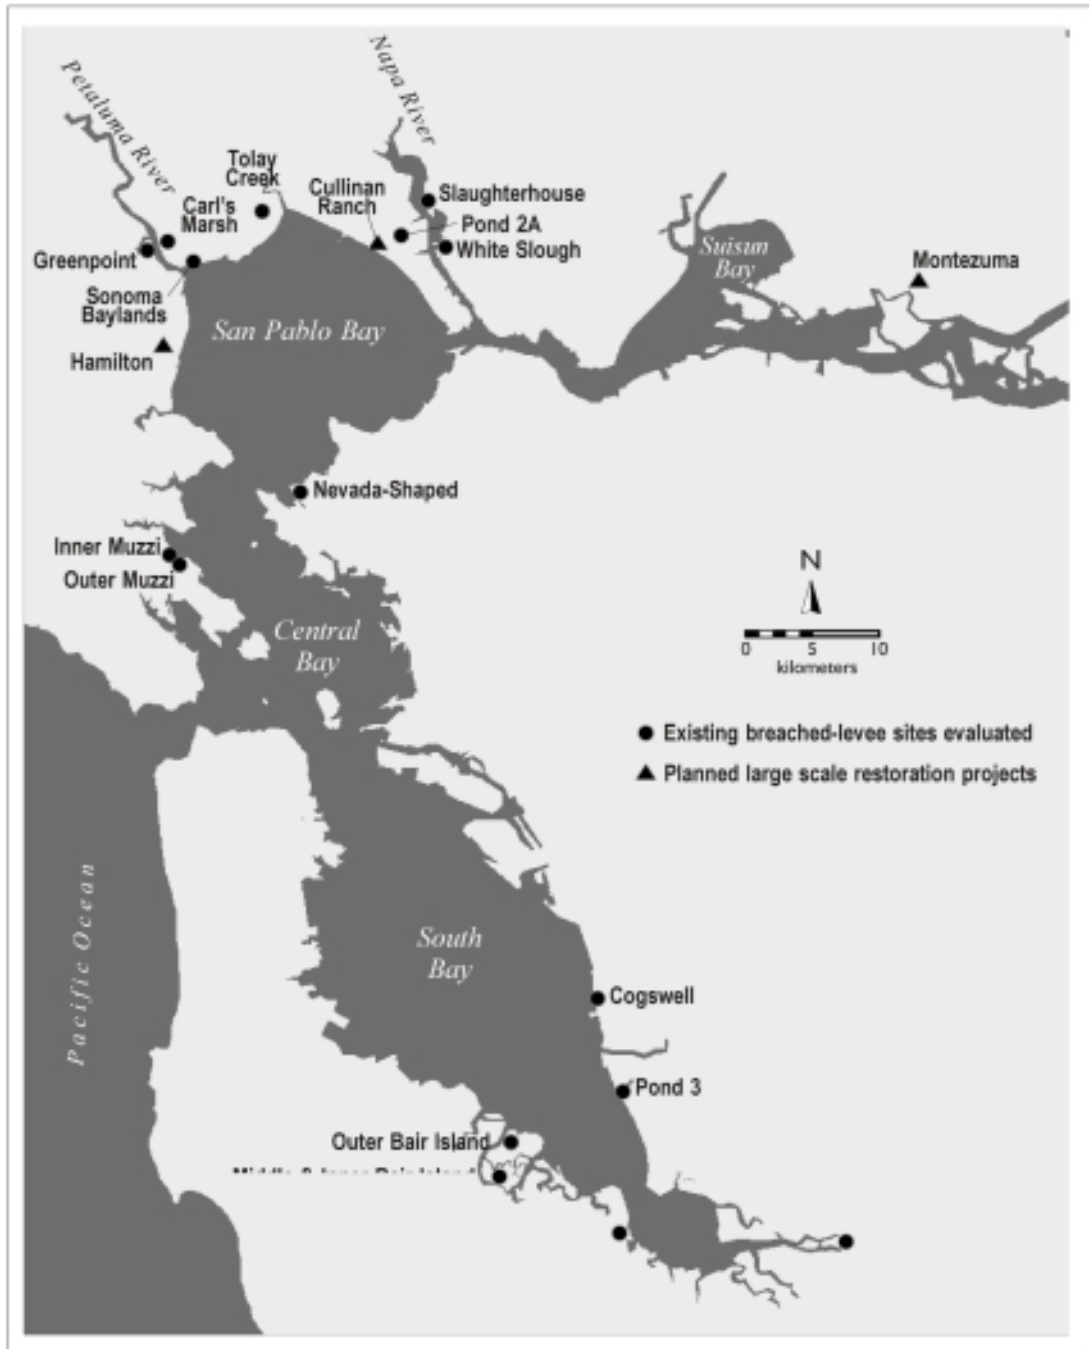 Petaluma River
Napa River
Tolay
Creek
Cullinan
Ranch
Slaughterhouse
Carl's
Marsh
Pond 2A
White Slough
Greenpoint
Suisun
Bay
Montezuma
Sonoma
Baylands
San Pablo Bay
Hamilton
Nevada-Shaped
Inner Muzzi
Outer Muzzi
N
Central
Bay
0 5 10
kilometers
Existing breached-levee sites evaluated
Planned large scale restoration projects
Pacific Ocean
South
Bay
Cogswell
Pond 3
Outer Bair Island